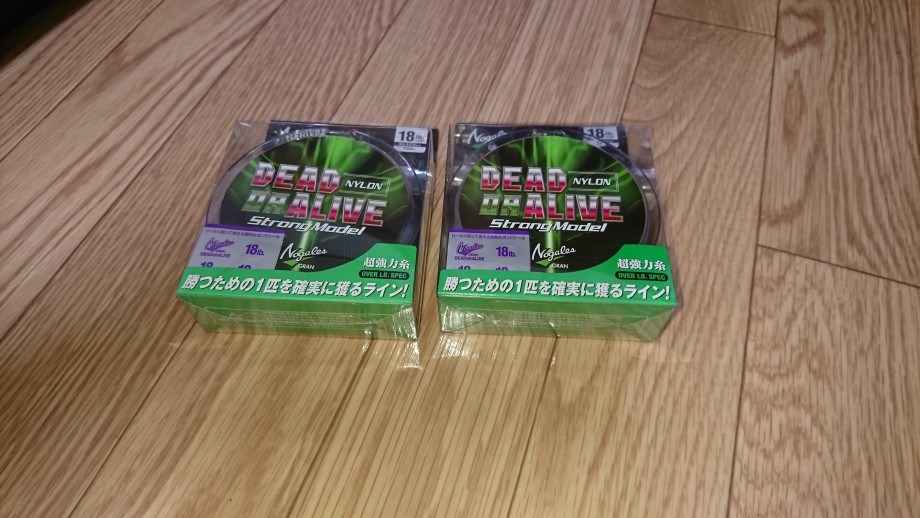 18lb.
DEAD
OR ALIVE
NYLON
Strong Model
18lb.
DEADORALIVE
Nogales
GRAN
超強力糸
OVER LB. SPEC
勝つための1匹を確実に獲るライン!
Nogales
18lb.
DEAD
OR ALIVE
NYLON
Strong Model
18lb.
DEADORALIVE
Nogales
GRAN
超強力糸
OVER LB. SPEC
勝つための1匹を確実に獲るライン!